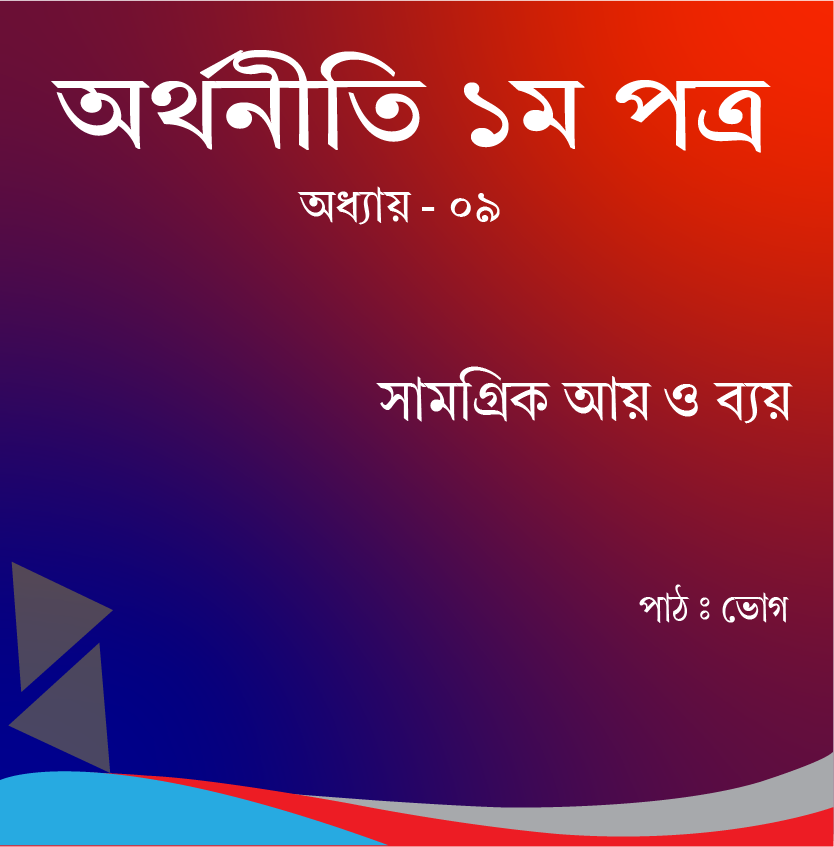 অর্থনীতি ১ম পত্র
অধ্যায় - ০৯
সামগ্রিক আয় ও ব্যয়
পাঠ ঃ ভোগ